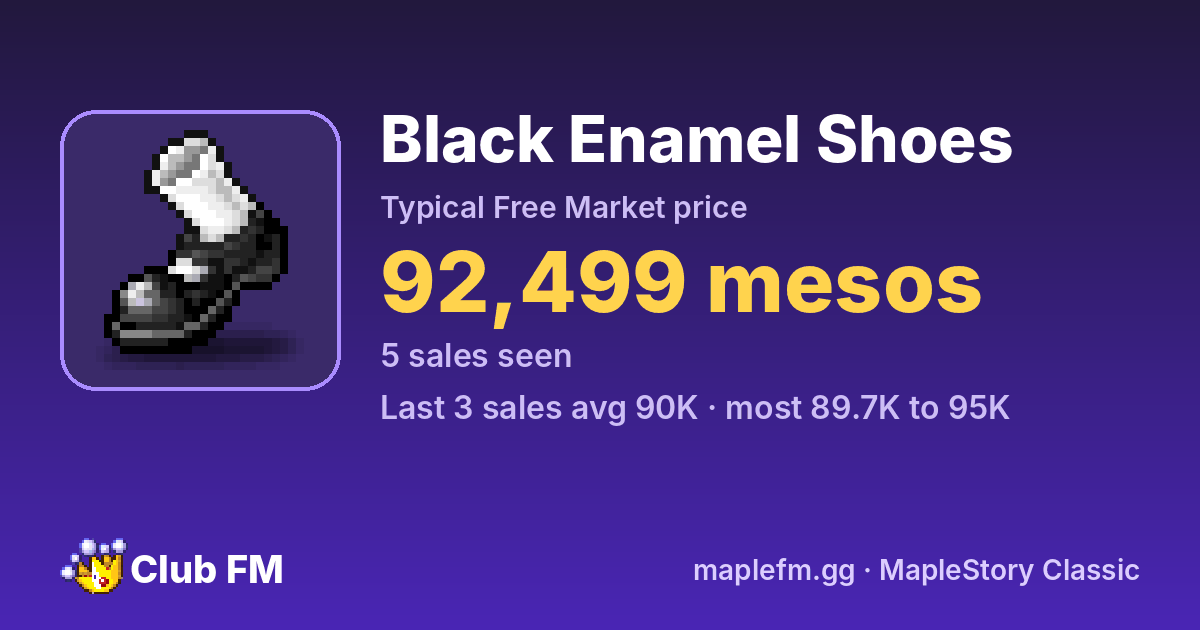 Black Enamel Shoes
Typical Free Market price
92,499 mesos
5 sales seen
Last 3 sales avg 90K · most 89.7K to 95K
Club FM
maplefm.gg · MapleStory Classic